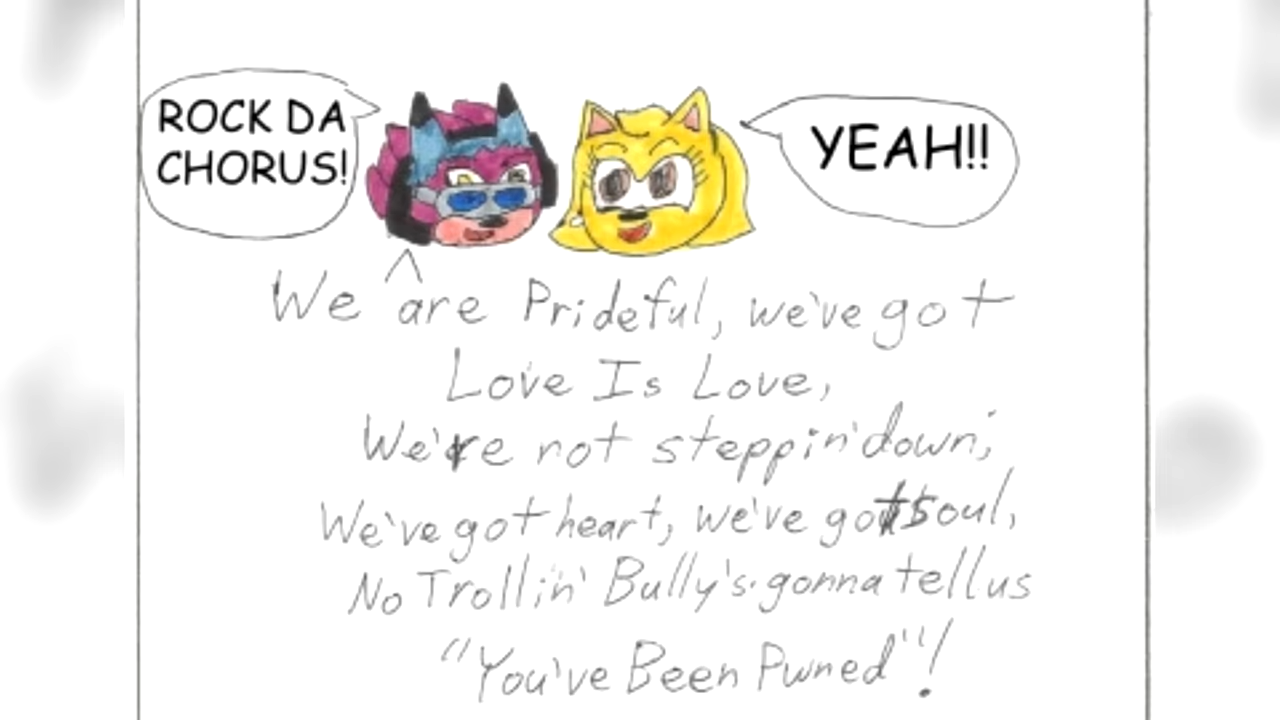 ROCK DA
CHORUS!
YEAH!!
We are Prideful, we've got
Love Is Love,
We're not steppin' down,
We've got heart, we've got soul,
No Trollin' Bully's gonna tell us
"You've Been Pwned"!